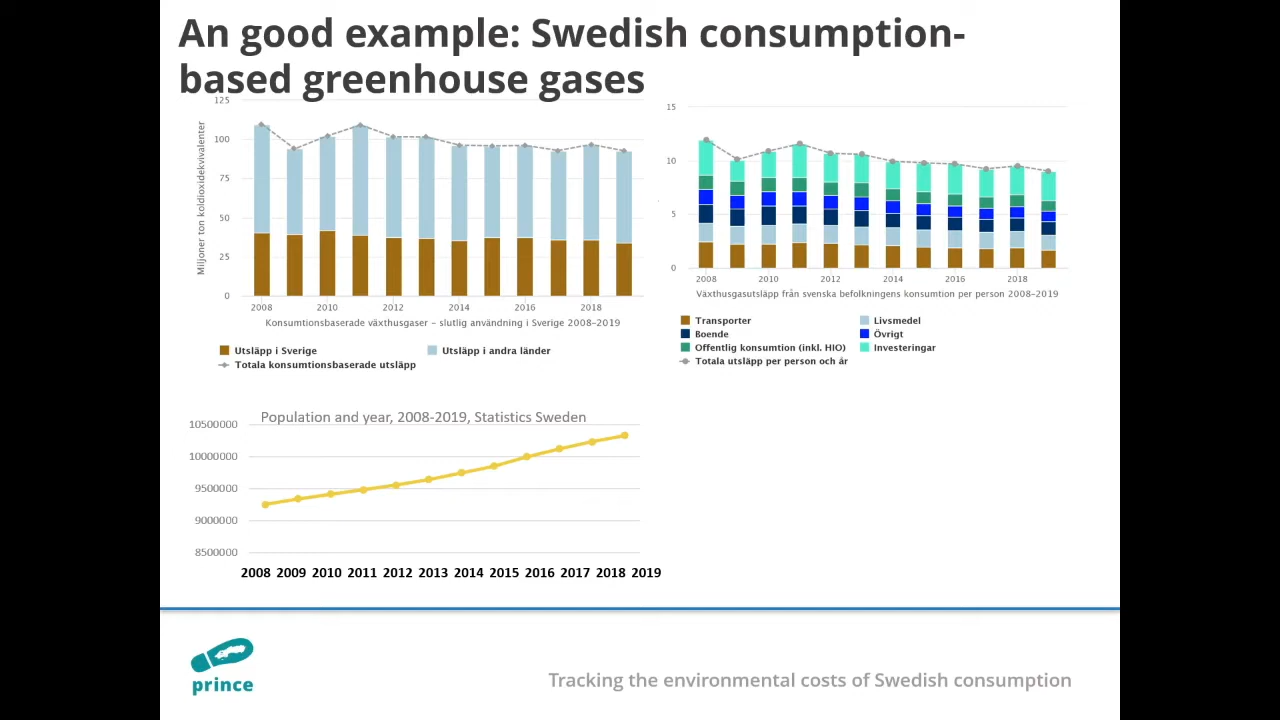 An good example: Swedish consumption-
based greenhouse gases
125
100
75
50
25
0
Miljoner ton koldioxidekvivalenter
2008 2010 2012 2014 2016 2018
Konsumtionsbaserade växthusgaser – slutlig användning i Sverige 2008–2019
Utsläpp i Sverige Utsläpp i andra länder
Totala konsumtionsbaserade utsläpp
15
10
5
0
2008 2010 2012 2014 2016 2018
Växthusgasutsläpp från svenska befolkningens konsumtion per person 2008–2019
Transporter Livsmedel
Boende Övrigt
Offentlig konsumtion (inkl. HIO) Investeringar
Totala utsläpp per person och år
Population and year, 2008-2019, Statistics Sweden
10500000
10000000
9500000
9000000
8500000
2008 2009 2010 2011 2012 2013 2014 2015 2016 2017 2018 2019
prince
Tracking the environmental costs of Swedish consumption